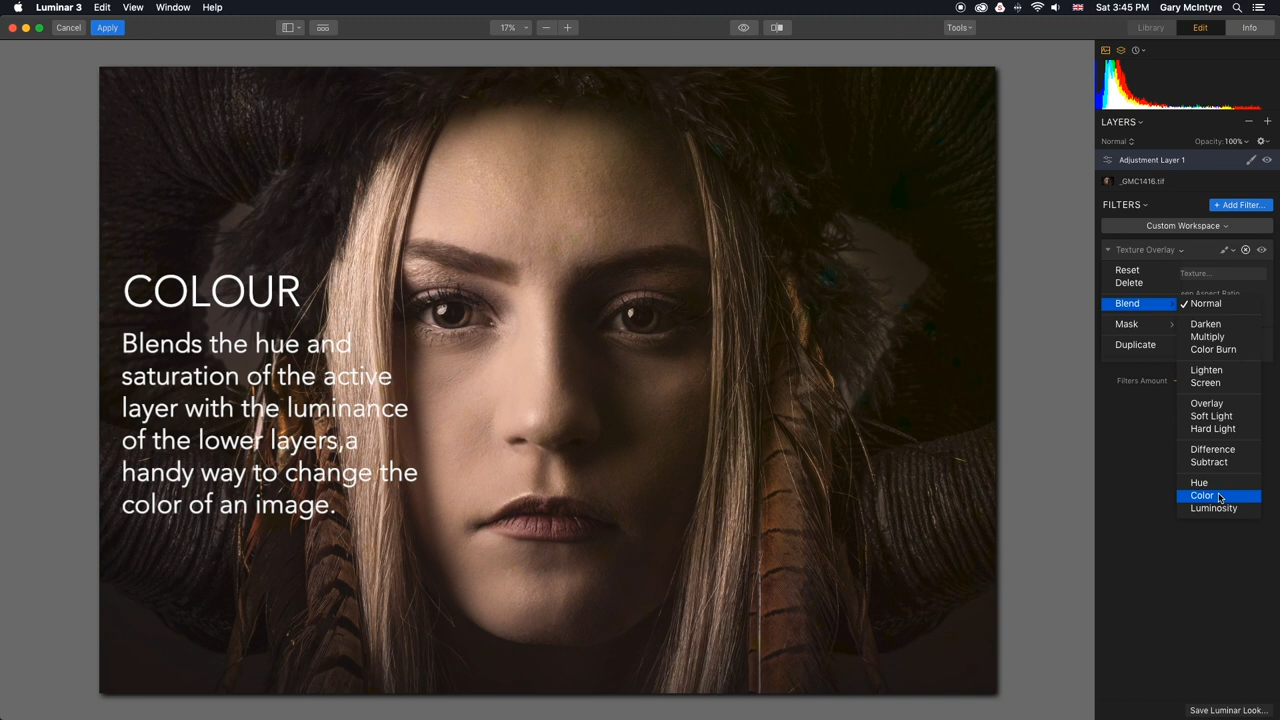 Luminar 3 Edit View Window Help
Sat 3:45 PM Gary McIntyre
Cancel Apply
17%
Tools
Library Edit Info
LAYERS
Normal Opacity: 100%
Adjustment Layer 1
_GMC1416.tif
FILTERS + Add Filter...
Custom Workspace
Texture Overlay
Reset
Texture...
Delete
Blend
Normal
Mask
Darken
Multiply
Duplicate
Color Burn
Lighten
Filters Amount
Screen
Overlay
Soft Light
Hard Light
Difference
Subtract
Hue
Color
Luminosity
COLOUR
Blends the hue and
saturation of the active
layer with the luminance
of the lower layers,a
handy way to change the
color of an image.
Save Luminar Look...